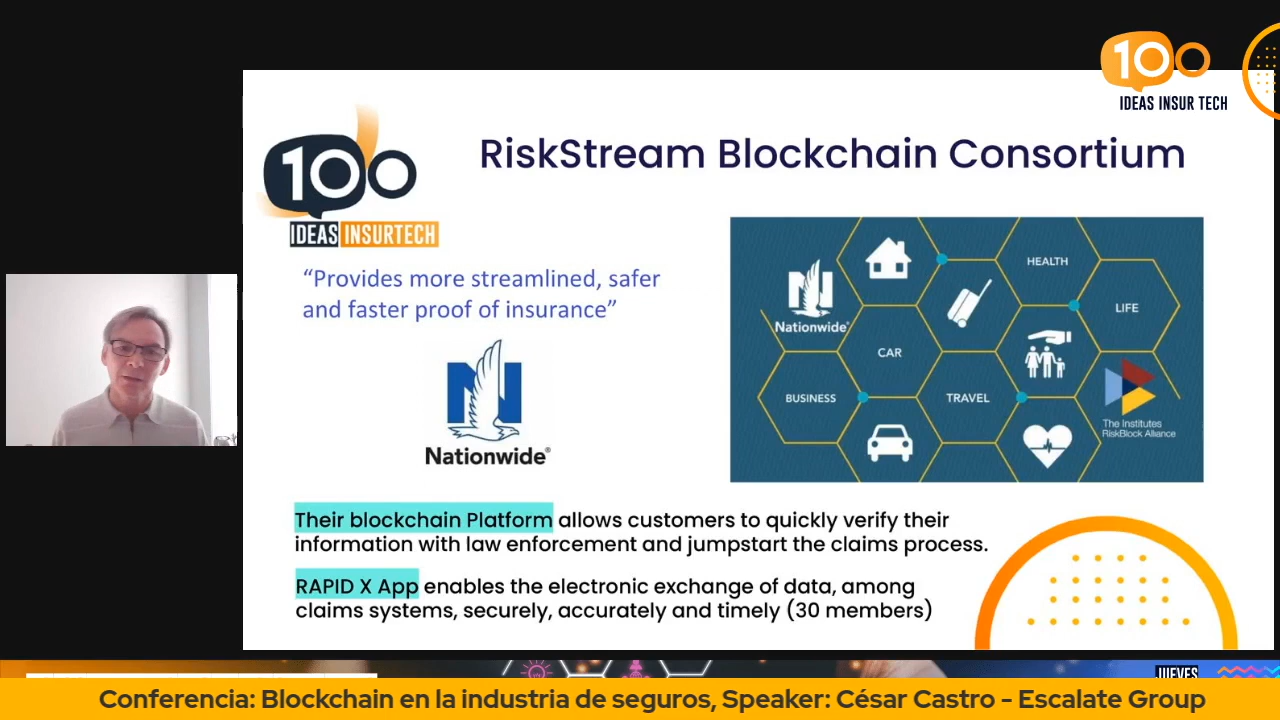 100
IDEAS INSUR TECH
100
IDEAS INSURTECH
RiskStream Blockchain Consortium
“Provides more streamlined, safer
and faster proof of insurance”
Nationwide®
Nationwide®
HEALTH
LIFE
CAR
BUSINESS
TRAVEL
The Institutes
RiskBlock Alliance
Their blockchain Platform allows customers to quickly verify their
information with law enforcement and jumpstart the claims process.
RAPID X App enables the electronic exchange of data, among
claims systems, securely, accurately and timely (30 members)
JUEVES
Conferencia: Blockchain en la industria de seguros, Speaker: César Castro - Escalate Group